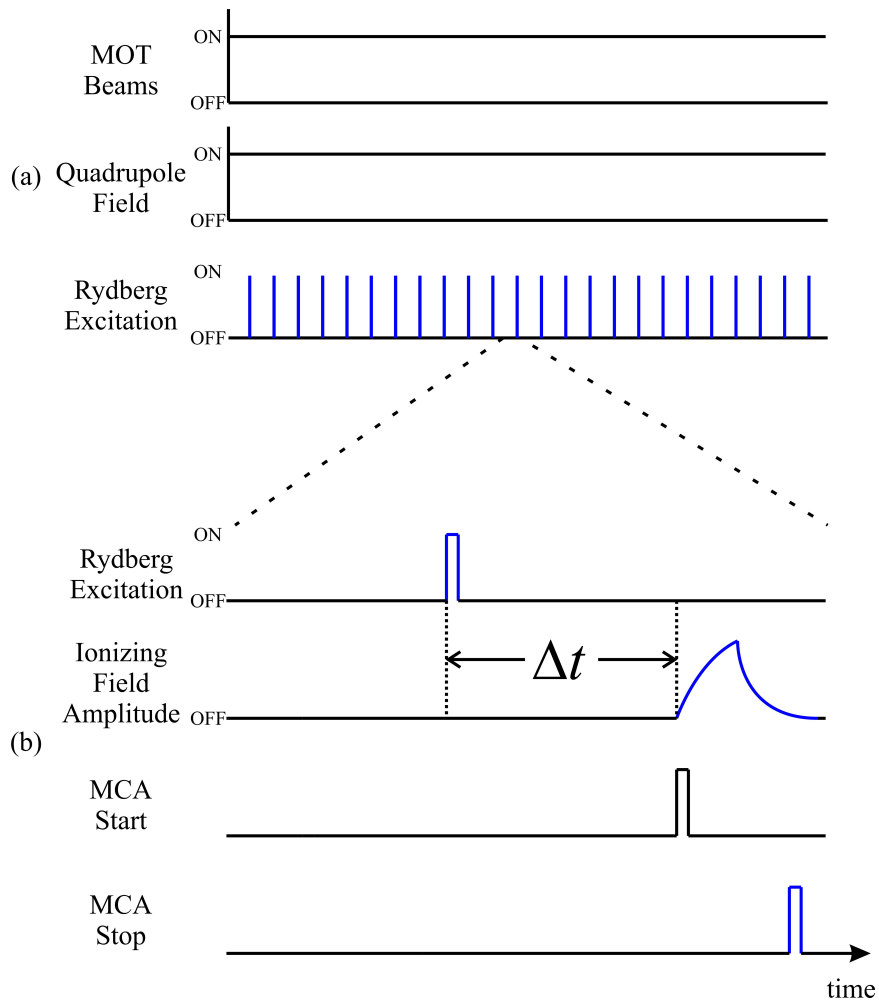 ON
MOT
Beams
OFF
ON
(a)
Quadrupole
Field
OFF
ON
Rydberg
Excitation
OFF
ON
Rydberg
Excitation
OFF
Ionizing
Field
Amplitude
OFF
Δt
(b)
MCA
Start
MCA
Stop
time